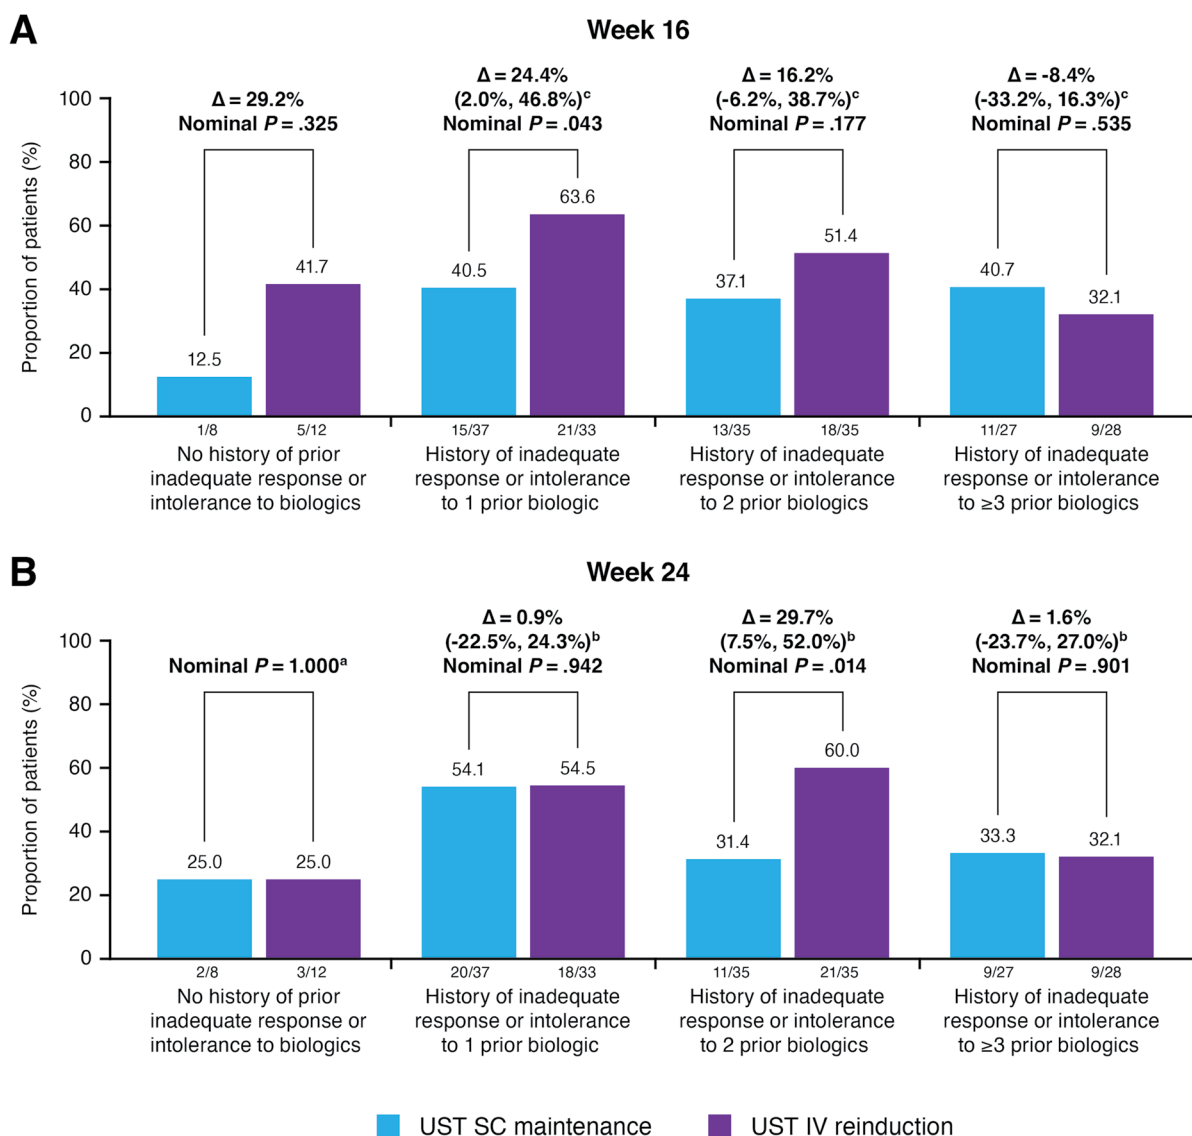 A
Week 16
Δ = 29.2%
Nominal P = .325
Δ = 24.4%
(2.0%, 46.8%)ᶜ
Nominal P = .043
Δ = 16.2%
(-6.2%, 38.7%)ᶜ
Nominal P = .177
Δ = -8.4%
(-33.2%, 16.3%)ᶜ
Nominal P = .535
Proportion of patients (%)
100
80
60
40
20
0
12.5
41.7
40.5
63.6
37.1
51.4
40.7
32.1
1/8
5/12
15/37
21/33
13/35
18/35
11/27
9/28
No history of prior
inadequate response or
intolerance to biologics
History of inadequate
response or intolerance
to 1 prior biologic
History of inadequate
response or intolerance
to 2 prior biologics
History of inadequate
response or intolerance
to ≥3 prior biologics
B
Week 24
Nominal P = 1.000ᵃ
Δ = 0.9%
(-22.5%, 24.3%)ᵇ
Nominal P = .942
Δ = 29.7%
(7.5%, 52.0%)ᵇ
Nominal P = .014
Δ = 1.6%
(-23.7%, 27.0%)ᵇ
Nominal P = .901
Proportion of patients (%)
100
80
60
40
20
0
25.0
25.0
54.1
54.5
31.4
60.0
33.3
32.1
2/8
3/12
20/37
18/33
11/35
21/35
9/27
9/28
No history of prior
inadequate response or
intolerance to biologics
History of inadequate
response or intolerance
to 1 prior biologic
History of inadequate
response or intolerance
to 2 prior biologics
History of inadequate
response or intolerance
to ≥3 prior biologics
UST SC maintenance
UST IV reinduction